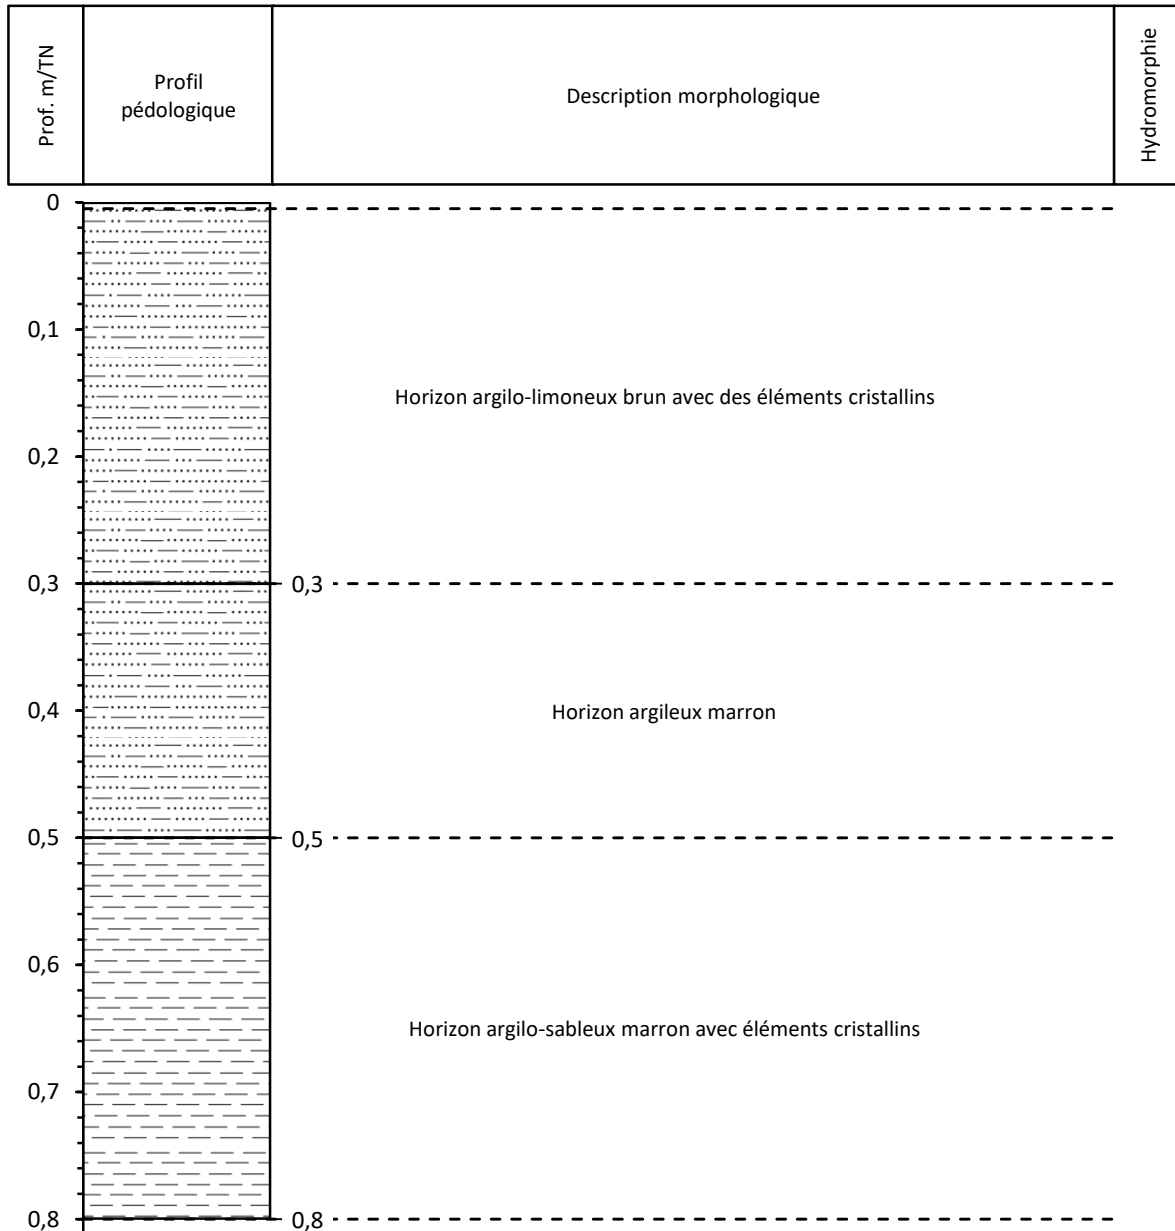 Prof. m/TN
Profil
pédologique
Description morphologique
Hydromorphie
0
0,1
Horizon argilo-limoneux brun avec des éléments cristallins
0,2
0,3
0,3
0,4
Horizon argileux marron
0,5
0,5
0,6
Horizon argilo-sableux marron avec éléments cristallins
0,7
0,8
0,8